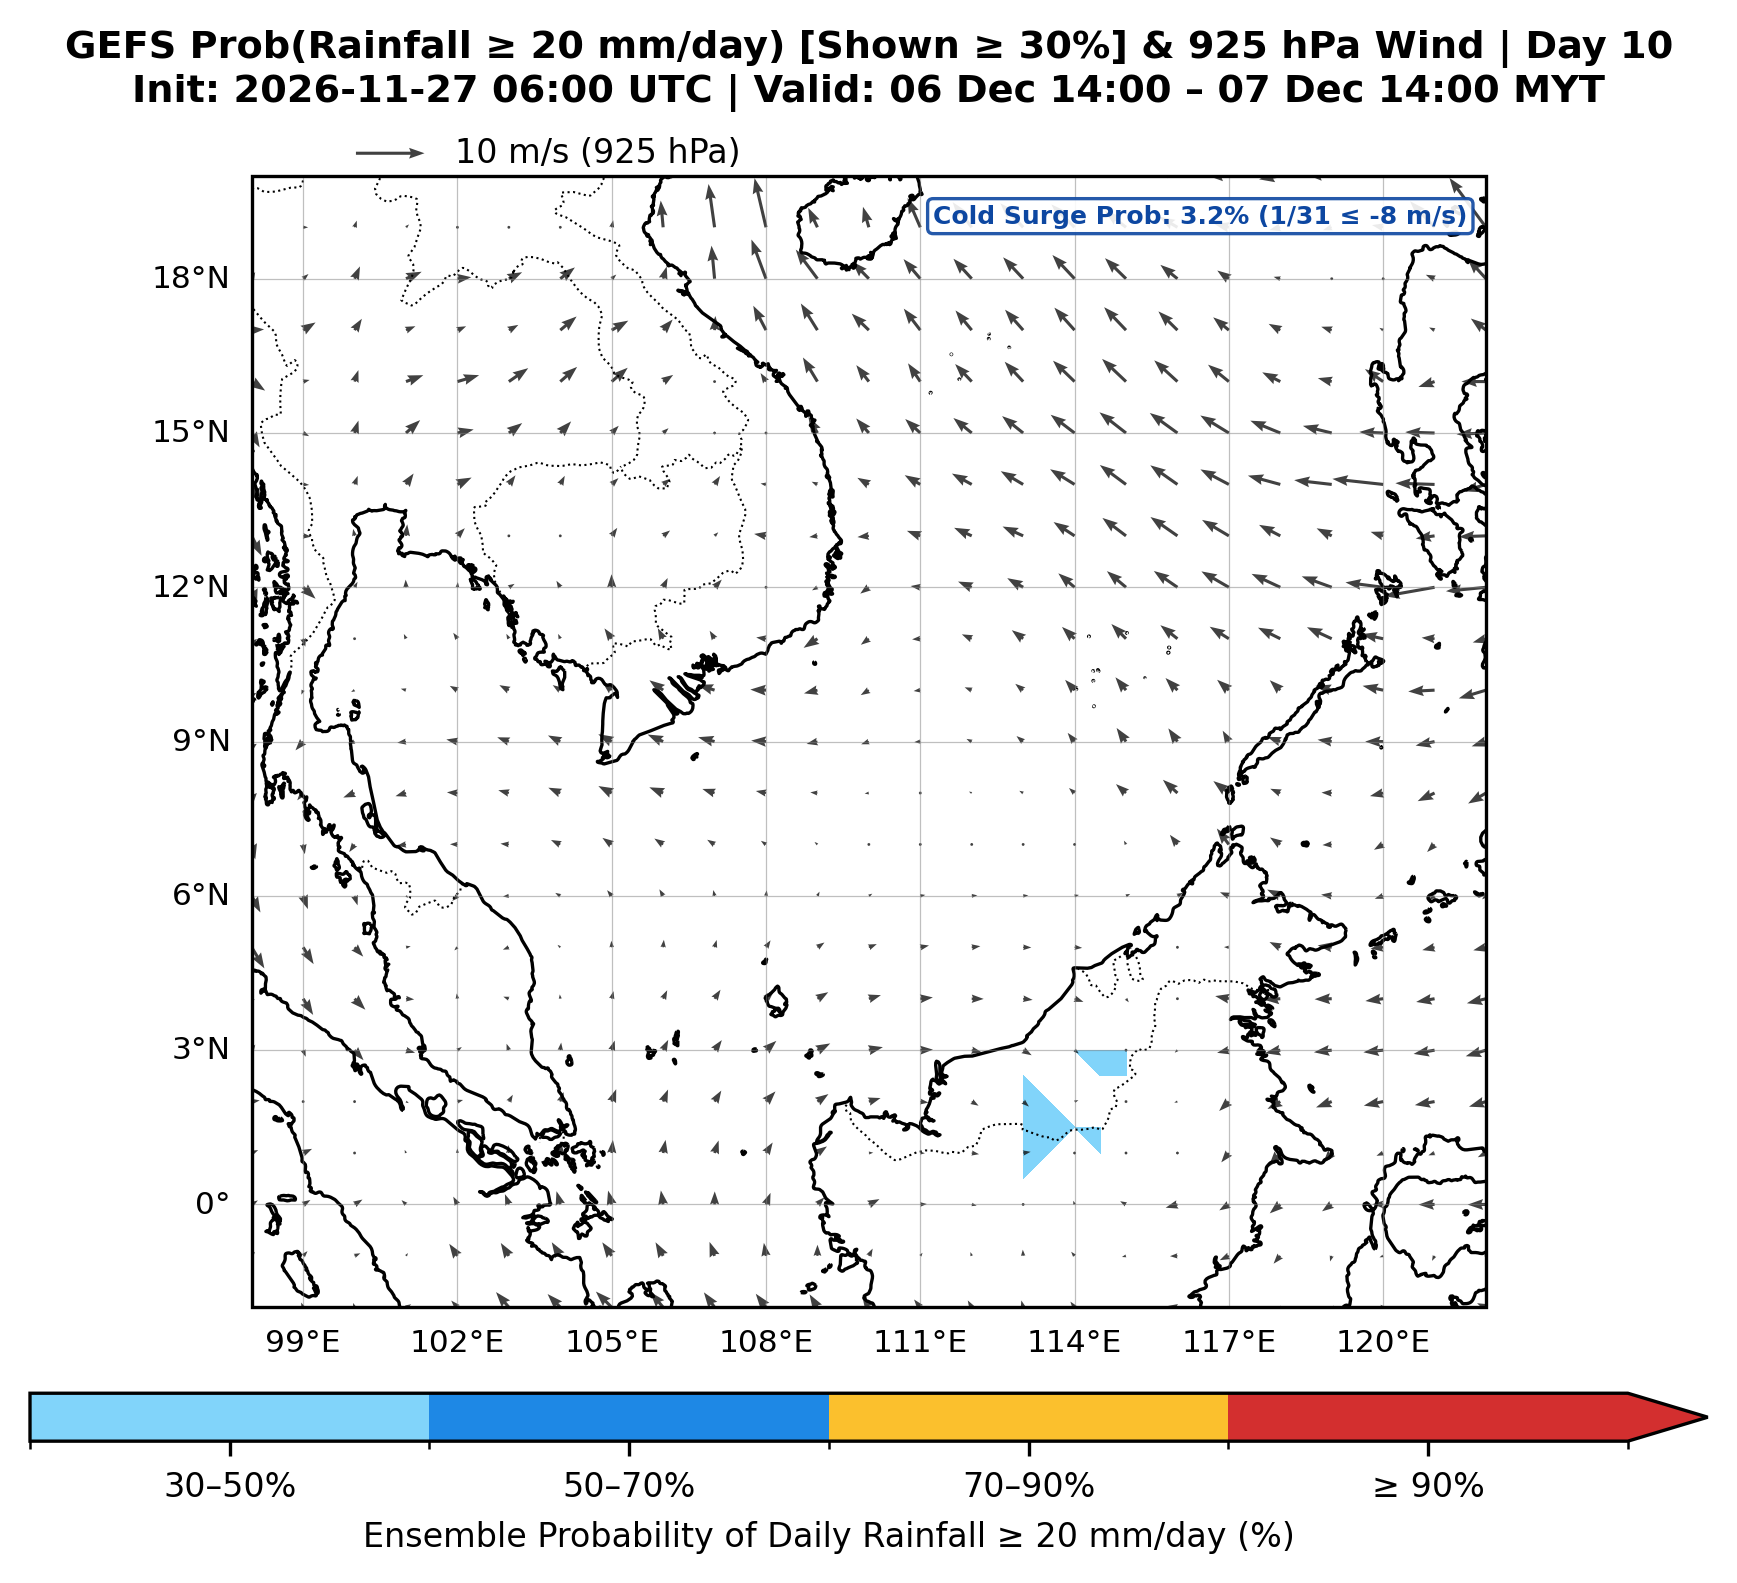 GEFS Prob(Rainfall ≥ 20 mm/day) [Shown ≥ 30%] & 925 hPa Wind | Day 10
Init: 2026-11-27 06:00 UTC | Valid: 06 Dec 14:00 – 07 Dec 14:00 MYT
10 m/s (925 hPa)
Cold Surge Prob: 3.2% (1/31 ≤ -8 m/s)
18°N
15°N
12°N
9°N
6°N
3°N
0°
99°E 102°E 105°E 108°E 111°E 114°E 117°E 120°E
30–50% 50–70% 70–90% ≥ 90%
Ensemble Probability of Daily Rainfall ≥ 20 mm/day (%)